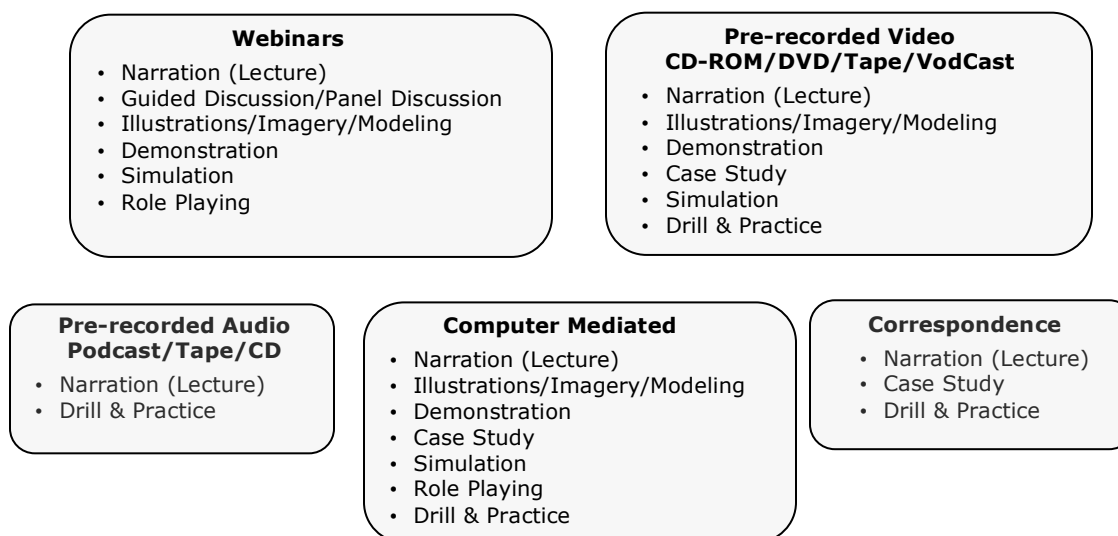 Webinars
• Narration (Lecture)
• Guided Discussion/Panel Discussion
• Illustrations/Imagery/Modeling
• Demonstration
• Simulation
• Role Playing
Pre-recorded Video
CD-ROM/DVD/Tape/VodCast
• Narration (Lecture)
• Illustrations/Imagery/Modeling
• Demonstration
• Case Study
• Simulation
• Drill & Practice
Pre-recorded Audio
Podcast/Tape/CD
• Narration (Lecture)
• Drill & Practice
Computer Mediated
• Narration (Lecture)
• Illustrations/Imagery/Modeling
• Demonstration
• Case Study
• Simulation
• Role Playing
• Drill & Practice
Correspondence
• Narration (Lecture)
• Case Study
• Drill & Practice